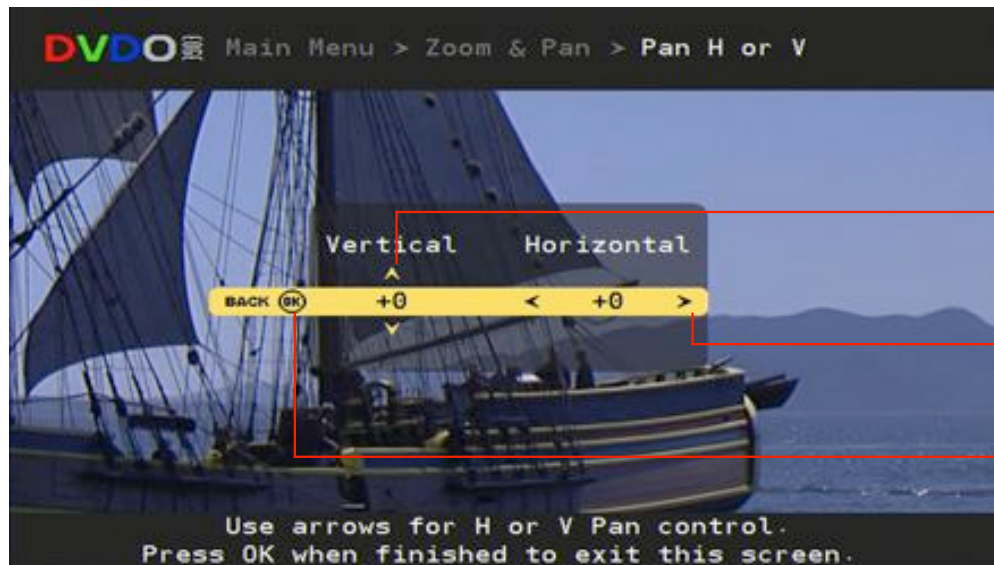 DVDO Main Menu > Zoom & Pan > Pan H or V
Vertical Horizontal
BACK OK +0 < +0 >
Use arrows for H or V Pan control.
Press OK when finished to exit this screen.